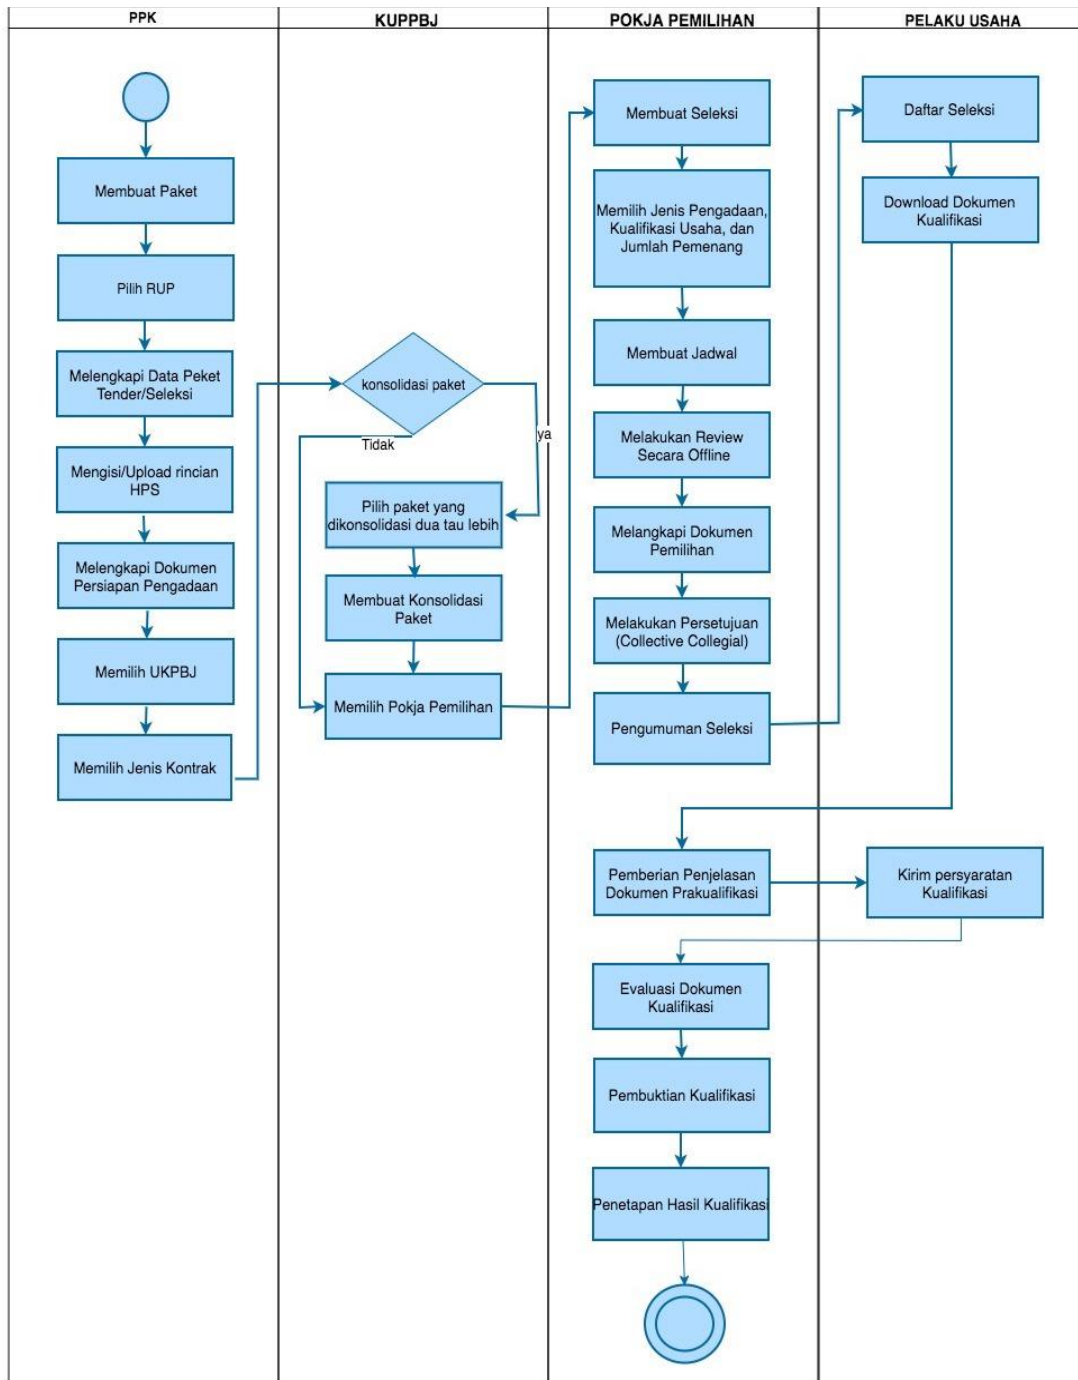 PPK
KUPPBJ
POKJA PEMILIHAN
PELAKU USAHA
Membuat Paket
Pilih RUP
Melengkapi Data Peket
Tender/Seleksi
Mengisi/Upload rincian
HPS
Melengkapi Dokumen
Persiapan Pengadaan
Memilih UKPBJ
Memilih Jenis Kontrak
konsolidasi paket
Tidak
ya
Pilih paket yang
dikonsolidasi dua tau lebih
Membuat Konsolidasi
Paket
Memilih Pokja Pemilihan
Membuat Seleksi
Memilih Jenis Pengadaan,
Kualifikasi Usaha, dan
Jumlah Pemenang
Membuat Jadwal
Melakukan Review
Secara Offline
Melangkapi Dokumen
Pemilihan
Melakukan Persetujuan
(Collective Collegial)
Pengumuman Seleksi
Daftar Seleksi
Download Dokumen
Kualifikasi
Pemberian Penjelasan
Dokumen Prakualifikasi
Kirim persyaratan
Kualifikasi
Evaluasi Dokumen
Kualifikasi
Pembuktian Kualifikasi
Penetapan Hasil Kualifikasi